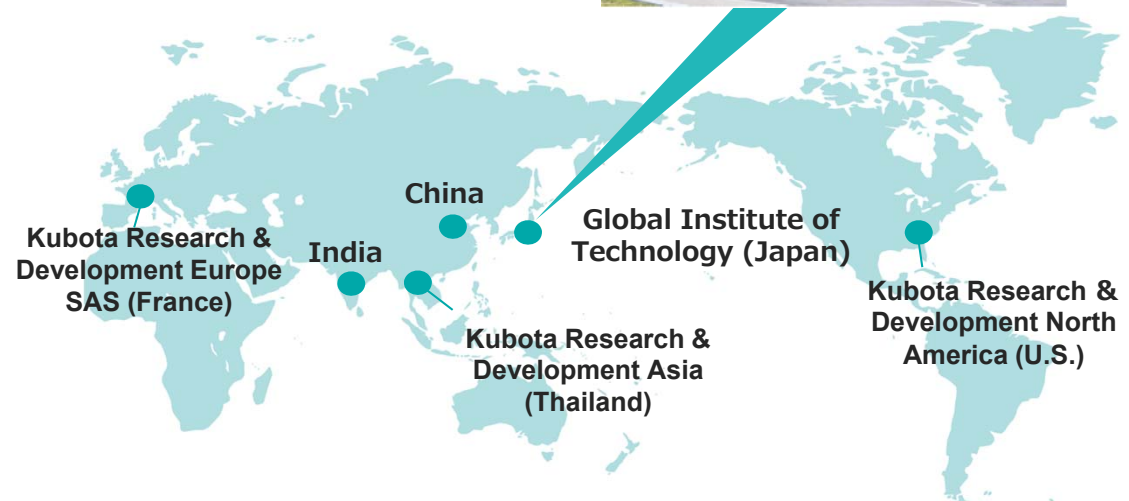 China
Global Institute of
Technology (Japan)
Kubota Research &
Development Europe
SAS (France)
India
Kubota Research &
Development North
America (U.S.)
Kubota Research &
Development Asia
(Thailand)